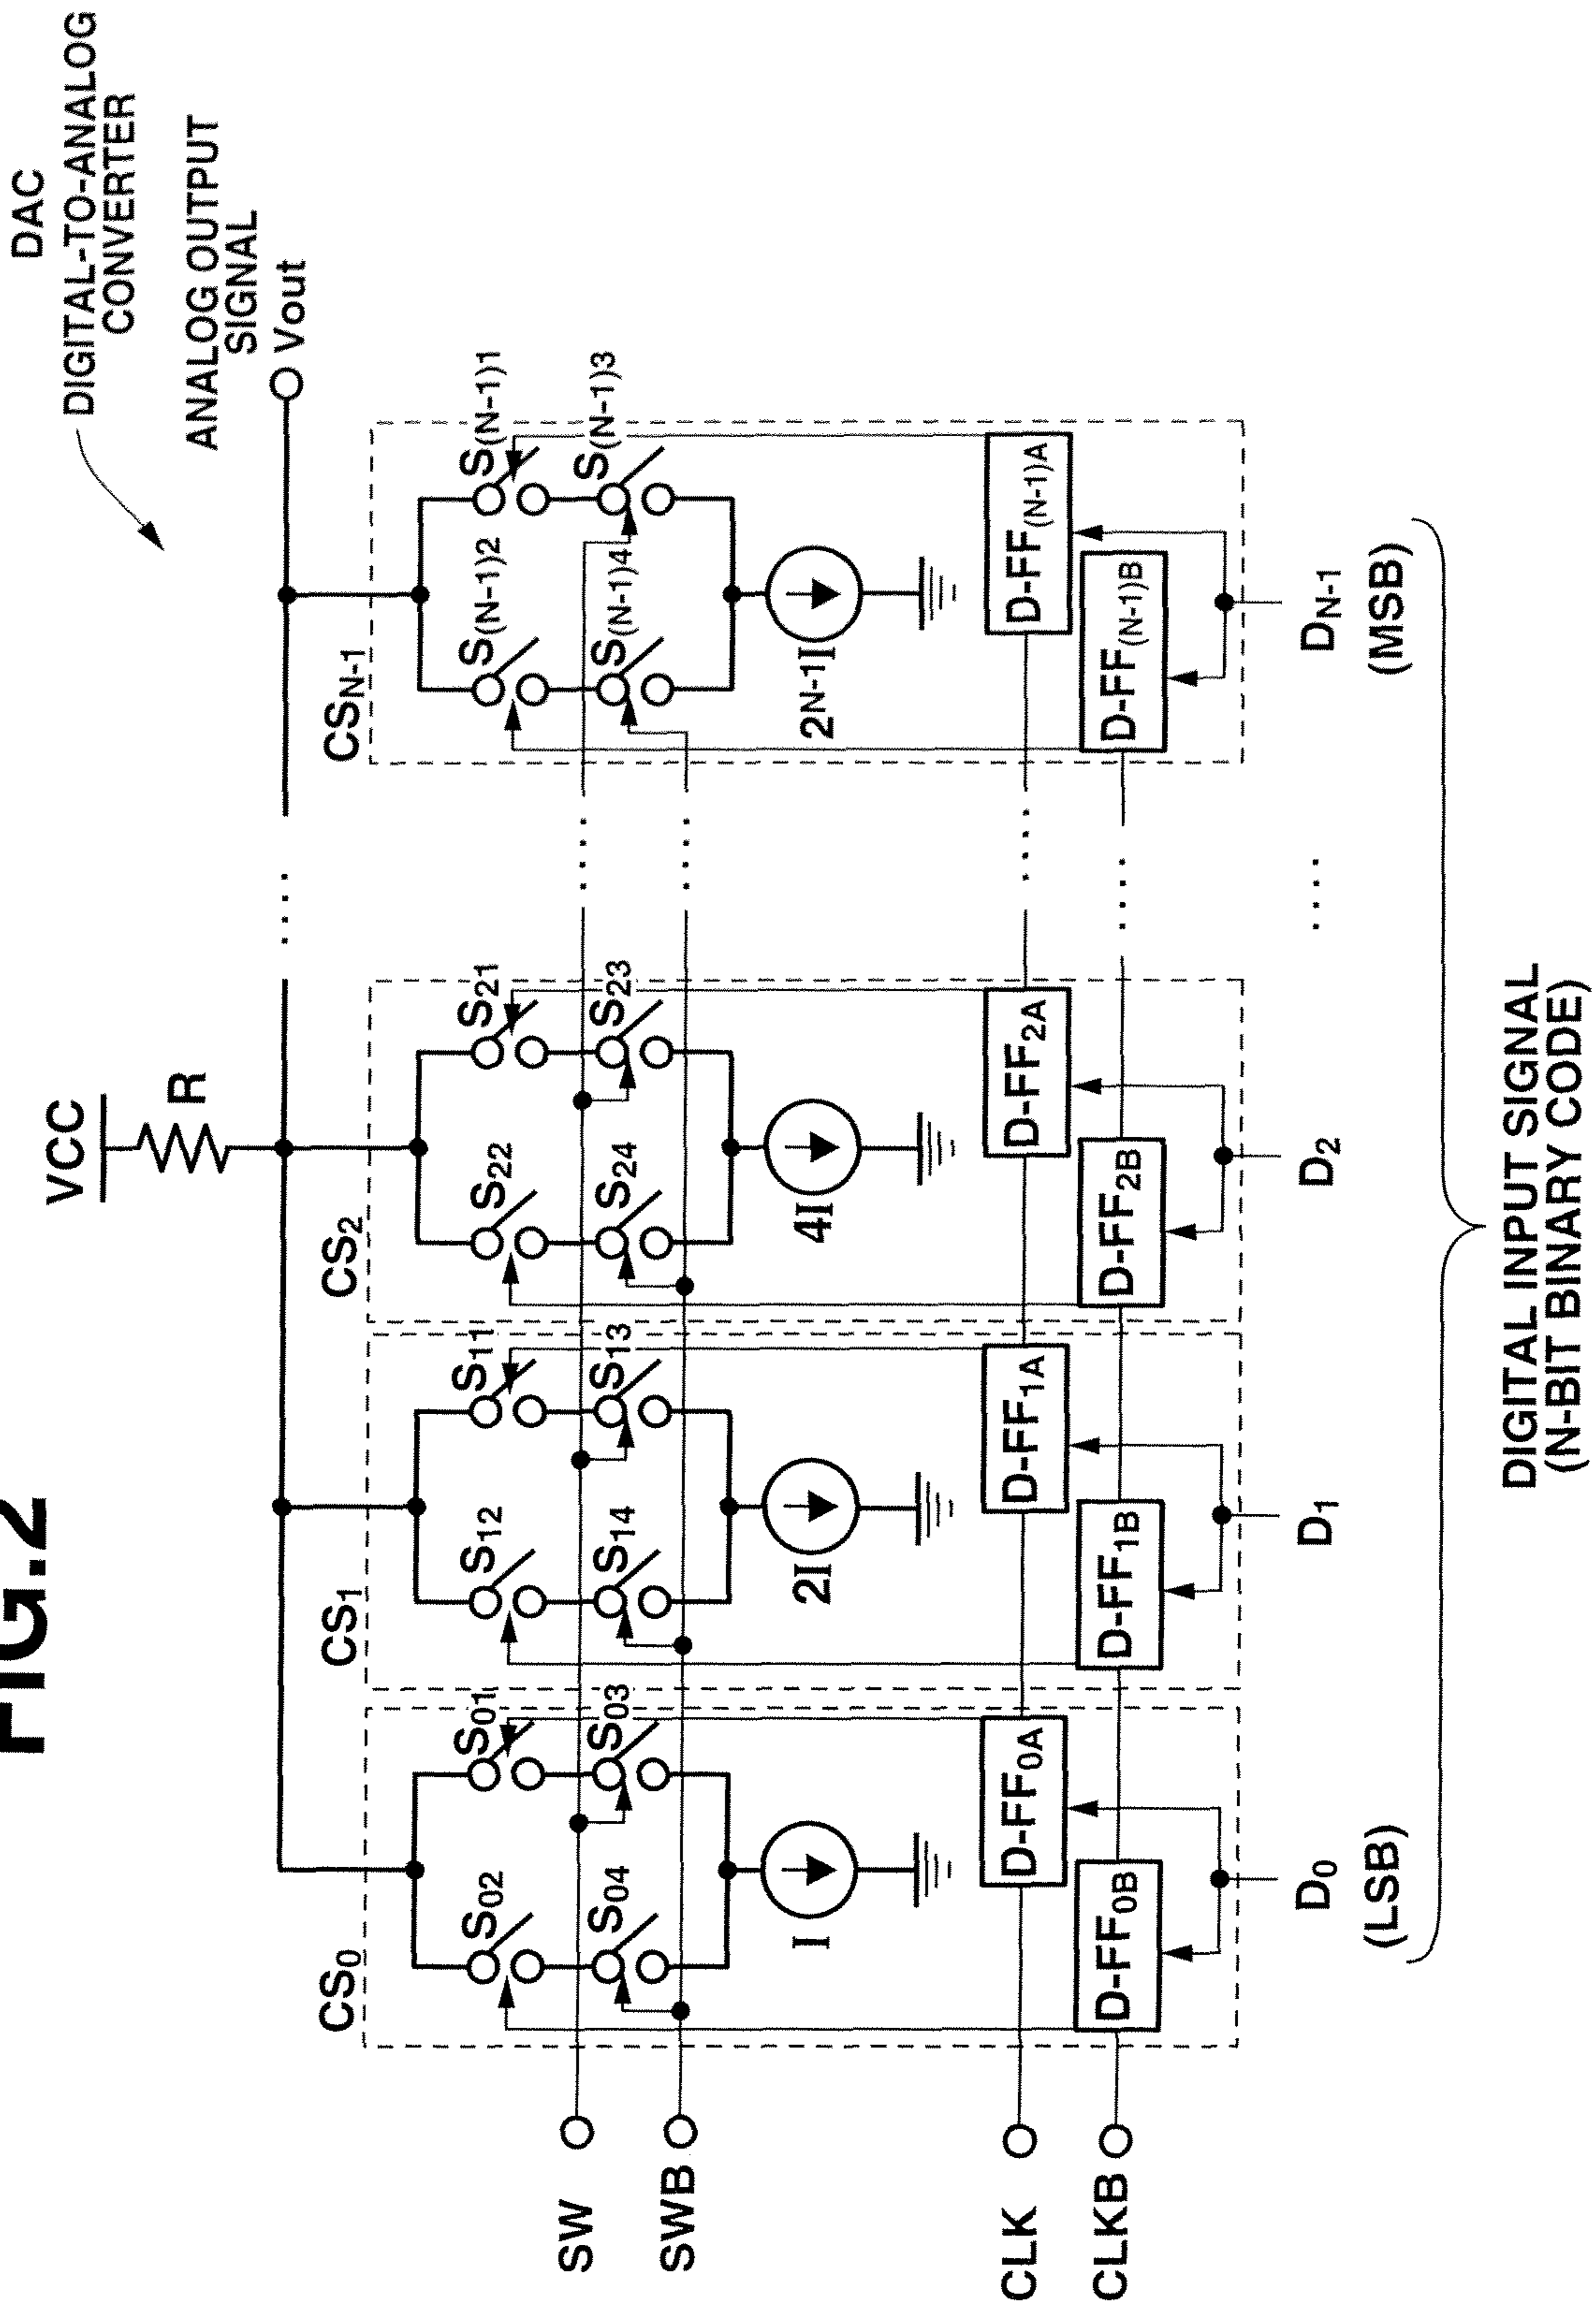 FIG.2
DAC
DIGITAL-TO-ANALOG
CONVERTER
ANALOG OUTPUT
SIGNAL
Vout
VCC
R
CS0
CS1
CS2
CSN-1
S02
S01
S12
S11
S22
S21
S(N-1)2
S(N-1)1
S04
S03
S14
S13
S24
S23
S(N-1)4
S(N-1)3
SW
SWB
I
2I
4I
2N-1I
CLK
CLKB
D-FF0A
D-FF1A
D-FF2A
D-FF(N-1)A
D-FF0B
D-FF1B
D-FF2B
D-FF(N-1)B
D0
D1
D2
DN-1
(LSB)
(MSB)
DIGITAL INPUT SIGNAL
(N-BIT BINARY CODE)